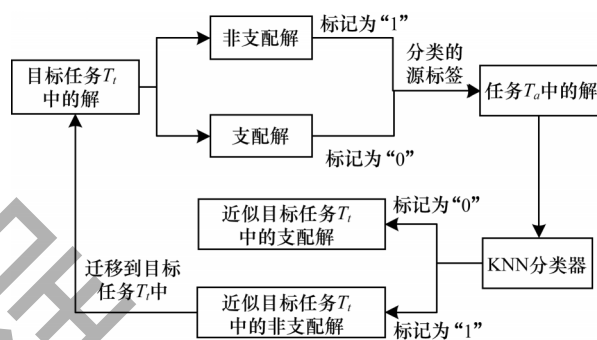 非支配解
标记为“1”
目标任务Tt
中的解
分类的
源标签
任务Ta中的解
支配解
标记为“0”
近似目标任务Tt
中的支配解
标记为“0”
KNN分类器
迁移到目标
任务Tt中
近似目标任务Tt
中的非支配解
标记为“1”